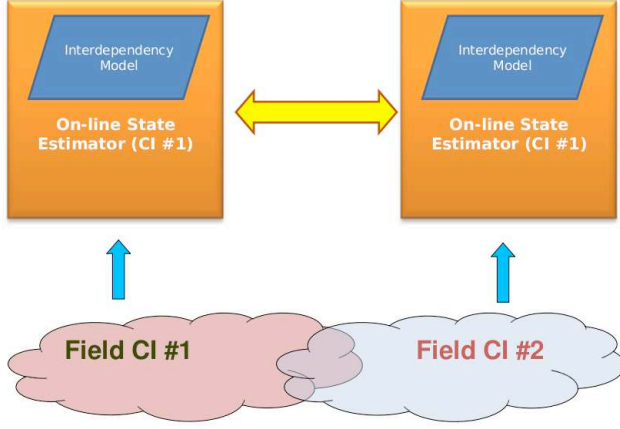 Interdependency
Model
On-line State
Estimator (CI #1)
Interdependency
Model
On-line State
Estimator (CI #1)
Field CI #1
Field CI #2